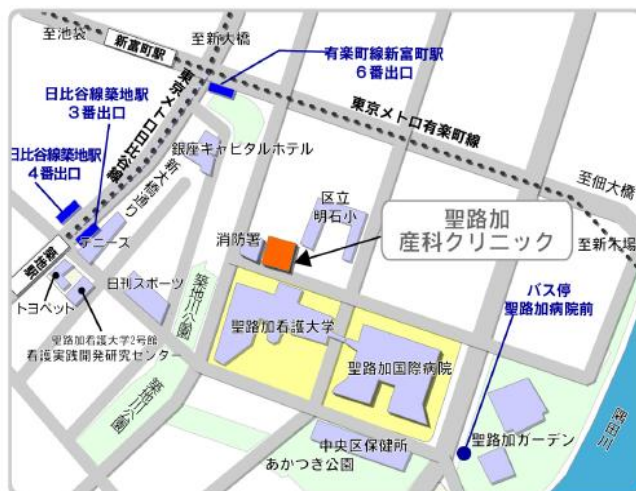 至池袋
新富町駅
至新大橋
有楽町線新富町駅
6番出口
日比谷線築地駅
3番出口
東京メトロ日比谷線
東京メトロ有楽町線
日比谷線築地駅
4番出口
新大橋通り
銀座キャピタルホテル
区立
明石小
至佃大橋
聖路加
産科クリニック
消防署
至新木場
デニーズ
築地駅
トヨペット
日刊スポーツ
築地川公園
バス停
聖路加病院前
聖路加看護大学
聖路加看護大学2号館
看護実践開発研究センター
聖路加国際病院
築地川公園
中央区保健所
あかつき公園
聖路加ガーデン
隅田川